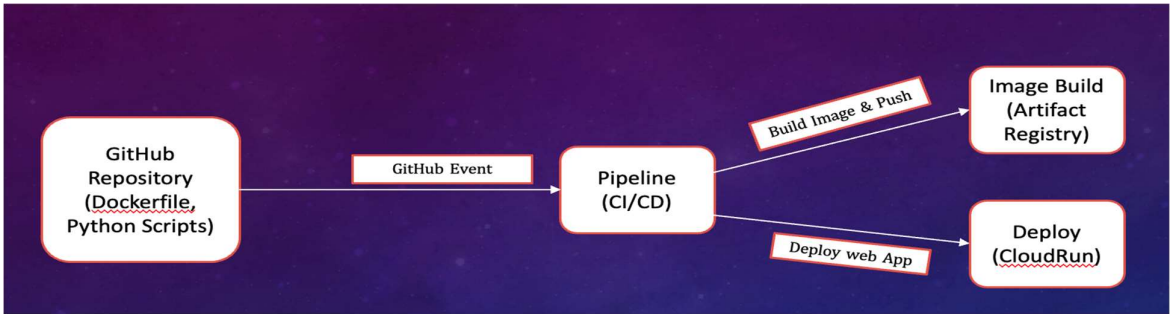 GitHub
Repository
(Dockerfile,
Python Scripts)
GitHub Event
Pipeline
(CI/CD)
Build Image & Push
Image Build
(Artifact
Registry)
Deploy web App
Deploy
(CloudRun)